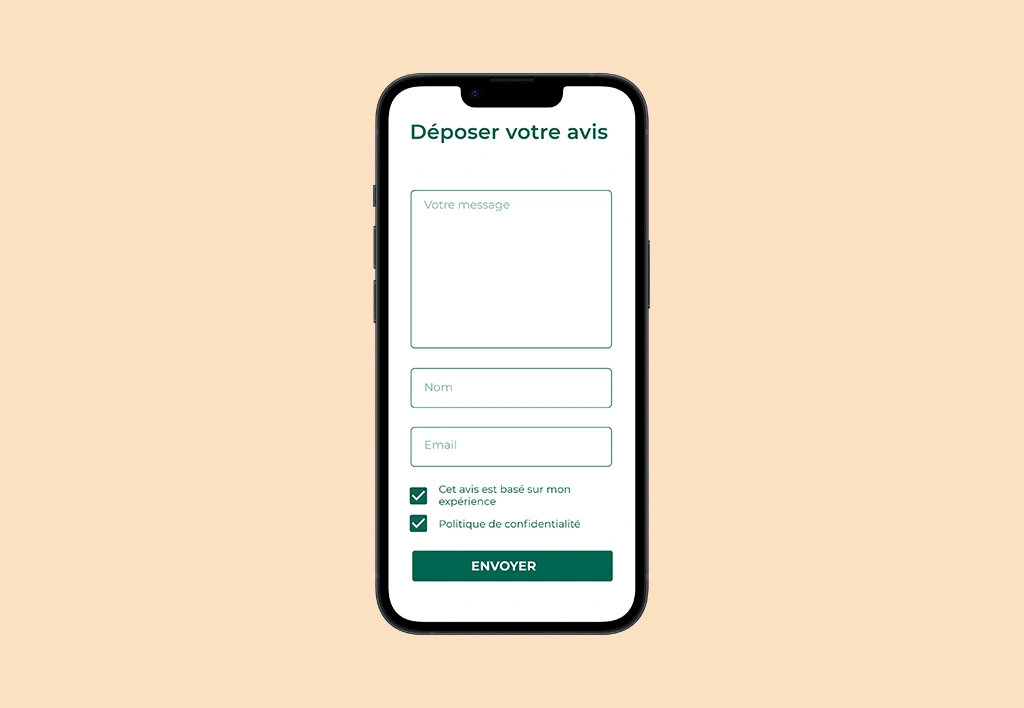 Déposer votre avis
Votre message
Nom
Email
Cet avis est basé sur mon
expérience
Politique de confidentialité
ENVOYER